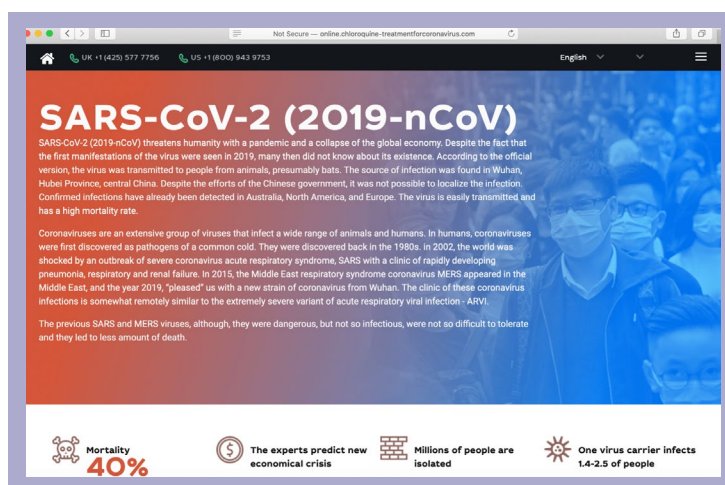 Not Secure — online.chloroquine-treatmentforcoronavirus.com
UK +1 (425) 577 7756 US +1 (800) 943 9753 English
SARS-CoV-2 (2019-nCoV)
SARS-CoV-2 (2019-nCoV) threatens humanity with a pandemic and a collapse of the global economy. Despite the fact that
the first manifestations of the virus were seen in 2019, many then did not know about its existence. According to the official
version, the virus was transmitted to people from animals, presumably bats. The source of infection was found in Wuhan,
Hubei Province, central China. Despite the efforts of the Chinese government, it was not possible to localize the infection.
Confirmed infections have already been detected in Australia, North America, and Europe. The virus is easily transmitted and
has a high mortality rate.
Coronaviruses are an extensive group of viruses that infect a wide range of animals and humans. In humans, coronaviruses
were first discovered as pathogens of a common cold. They were discovered back in the 1980s. in 2002, the world was
shocked by an outbreak of severe coronavirus acute respiratory syndrome, SARS with a clinic of rapidly developing
pneumonia, respiratory and renal failure. In 2015, the Middle East respiratory syndrome coronavirus MERS appeared in the
Middle East, and the year 2019, "pleased" us with a new strain of coronavirus from Wuhan. The clinic of these coronavirus
infections is somewhat remotely similar to the extremely severe variant of acute respiratory viral infection - ARVI.
The previous SARS and MERS viruses, although, they were dangerous, but not so infectious, were not so difficult to tolerate
and they led to less amount of death.
Mortality
40%
The experts predict new
economical crisis
Millions of people are
isolated
One virus carrier infects
1.4-2.5 of people